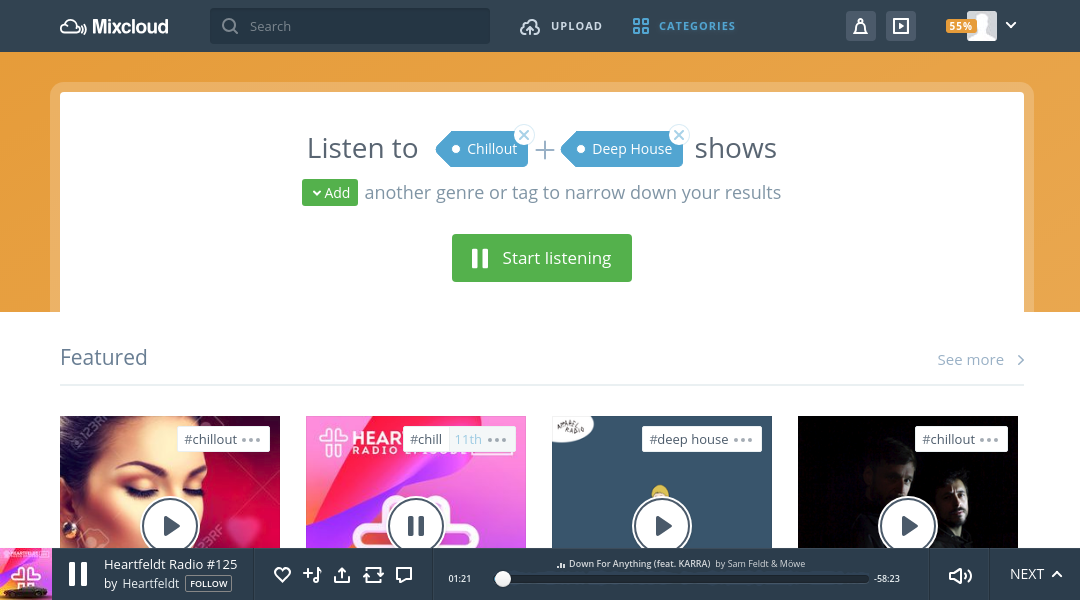 Mixcloud
Search
UPLOAD
CATEGORIES
55%
Listen to Chillout + Deep House shows
Add another genre or tag to narrow down your results
Start listening
Featured
See more
#chillout
#chill 11th
#deep house
#chillout
123RF
123RF
Heartfeldt Radio #125
by Heartfeldt FOLLOW
01:21
Down For Anything (feat. KARRA) by Sam Feldt & Möwe
-58:23
NEXT